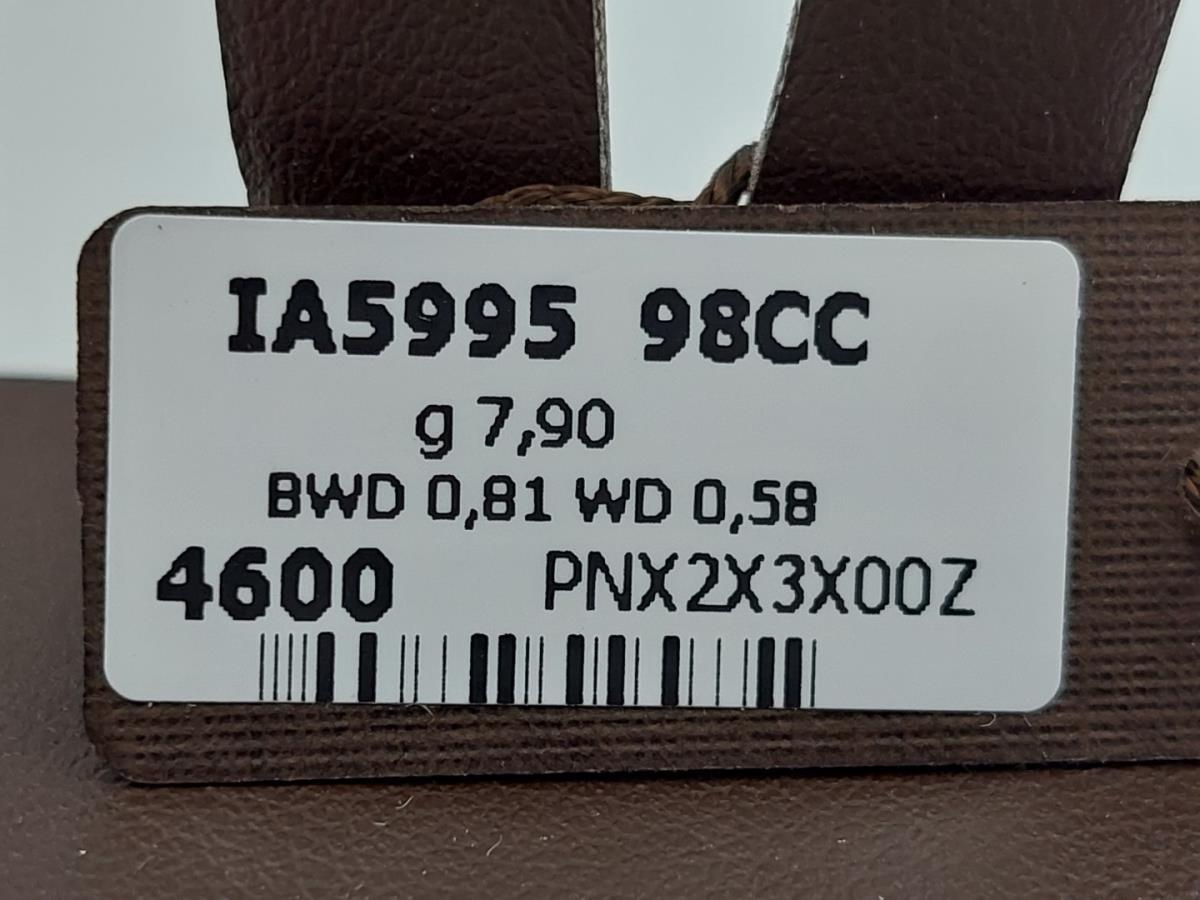 IA5995 98CC
g 7,90
BWD 0,81 WD 0,58
4600 PNX2X3X00Z